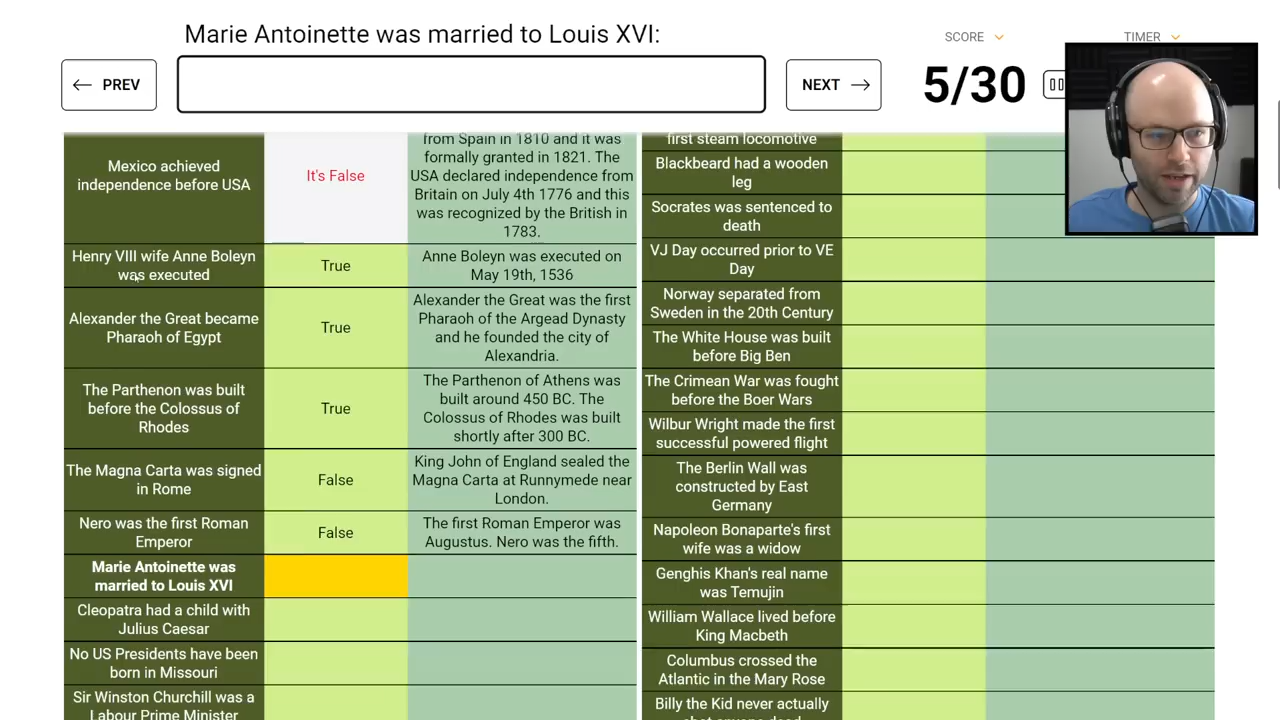 Marie Antoinette was married to Louis XVI:
SCORE
TIMER
PREV
NEXT
5/30
Mexico achieved
independence before USA
It's False
from Spain in 1810 and it was
formally granted in 1821. The
USA declared independence from
Britain on July 4th 1776 and this
was recognized by the British in
1783.
Henry VIII wife Anne Boleyn
was executed
True
Anne Boleyn was executed on
May 19th, 1536
Alexander the Great became
Pharaoh of Egypt
True
Alexander the Great was the first
Pharaoh of the Argead Dynasty
and he founded the city of
Alexandria.
The Parthenon was built
before the Colossus of
Rhodes
True
The Parthenon of Athens was
built around 450 BC. The
Colossus of Rhodes was built
shortly after 300 BC.
The Magna Carta was signed
in Rome
False
King John of England sealed the
Magna Carta at Runnymede near
London.
Nero was the first Roman
Emperor
False
The first Roman Emperor was
Augustus. Nero was the fifth.
Marie Antoinette was
married to Louis XVI
Cleopatra had a child with
Julius Caesar
No US Presidents have been
born in Missouri
Sir Winston Churchill was a
Labour Prime Minister
first steam locomotive
Blackbeard had a wooden
leg
Socrates was sentenced to
death
VJ Day occurred prior to VE
Day
Norway separated from
Sweden in the 20th Century
The White House was built
before Big Ben
The Crimean War was fought
before the Boer Wars
Wilbur Wright made the first
successful powered flight
The Berlin Wall was
constructed by East
Germany
Napoleon Bonaparte's first
wife was a widow
Genghis Khan's real name
was Temujin
William Wallace lived before
King Macbeth
Columbus crossed the
Atlantic in the Mary Rose
Billy the Kid never actually
shot anyone dead